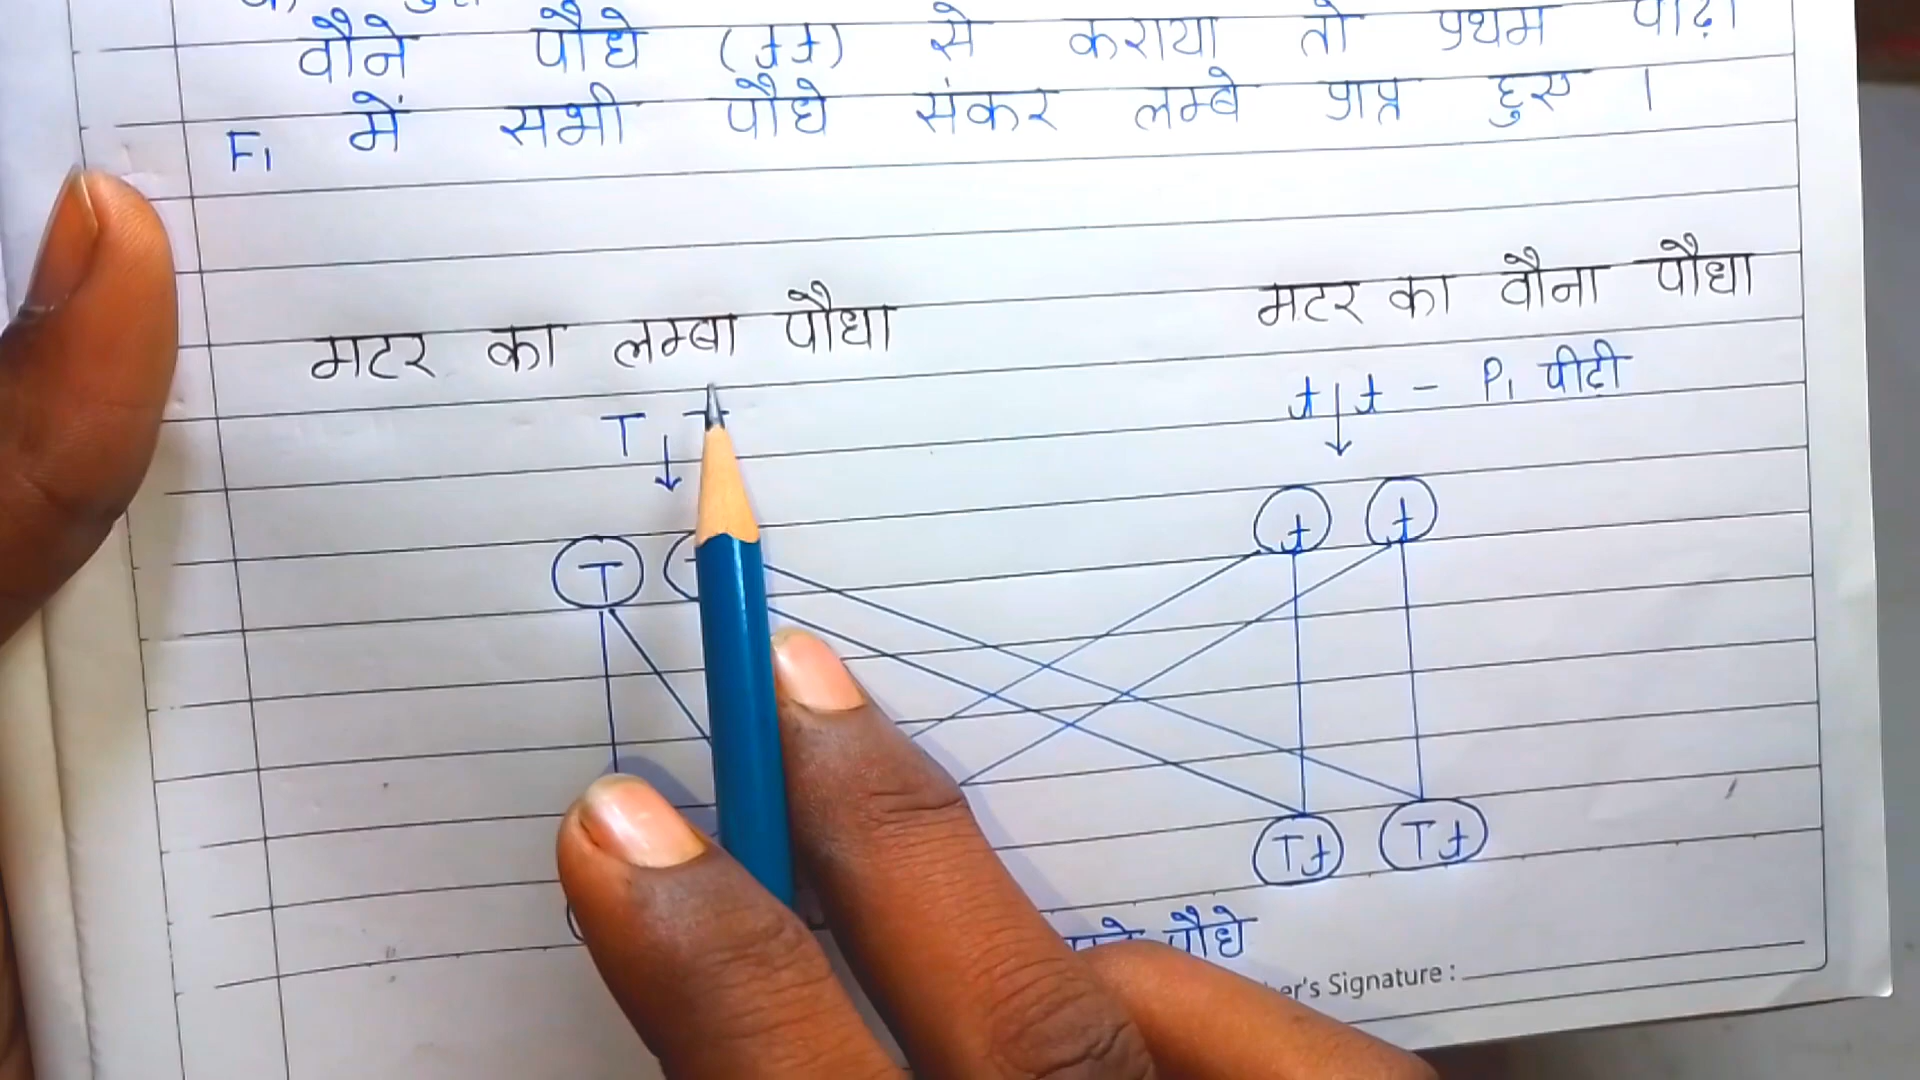 वौने पौधे (tt) से कराया तो प्रथम पीढ़ी
F₁ में सभी पौधे संकर लम्बे प्राप्त हुए ।
मटर का लम्बा पौधा मटर का वौना पौधा
T T t t - P₁ पीढी
T t t
Tt Tt
पौधे
er's Signature :